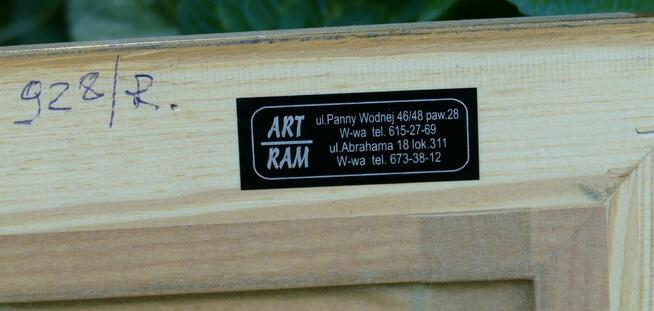 928/R.
ART
RAM
ul.Panny Wodnej 46/48 paw.28
W-wa tel. 615-27-69
ul.Abrahama 18 lok.311
W-wa tel. 673-38-12